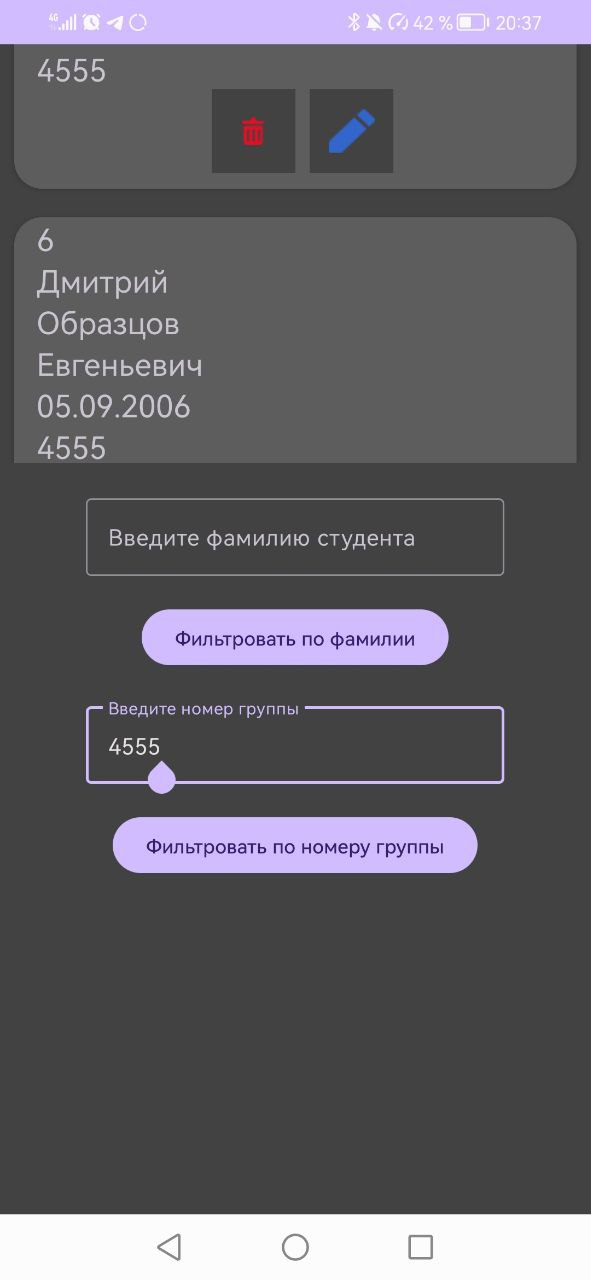 4G 42 % 20:37
4555
6
Дмитрий
Образцов
Евгеньевич
05.09.2006
4555
Введите фамилию студента
Фильтровать по фамилии
Введите номер группы
4555
Фильтровать по номеру группы